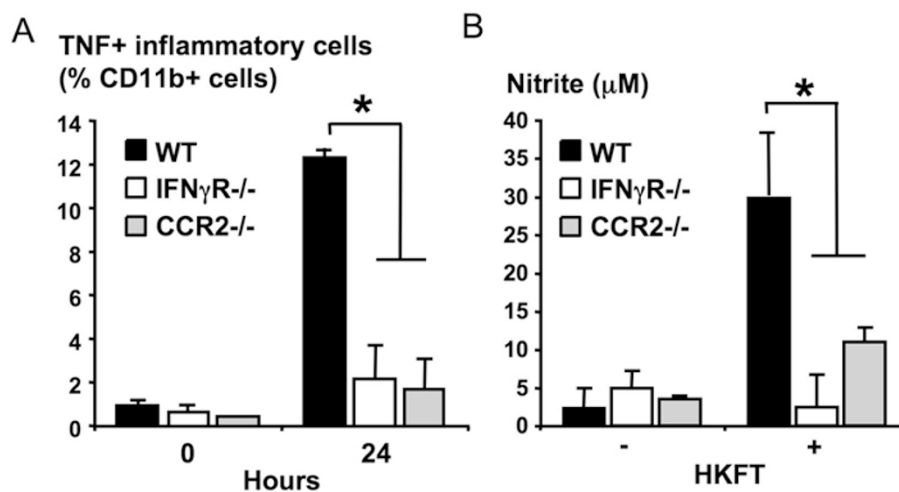 A
TNF+ inflammatory cells
(% CD11b+ cells)
*
14
12
10
8
6
4
2
0
WT
IFNγR-/-
CCR2-/-
0 24
Hours
B
Nitrite (μM)
*
40
35
30
25
20
15
10
5
0
WT
IFNγR-/-
CCR2-/-
- +
HKFT